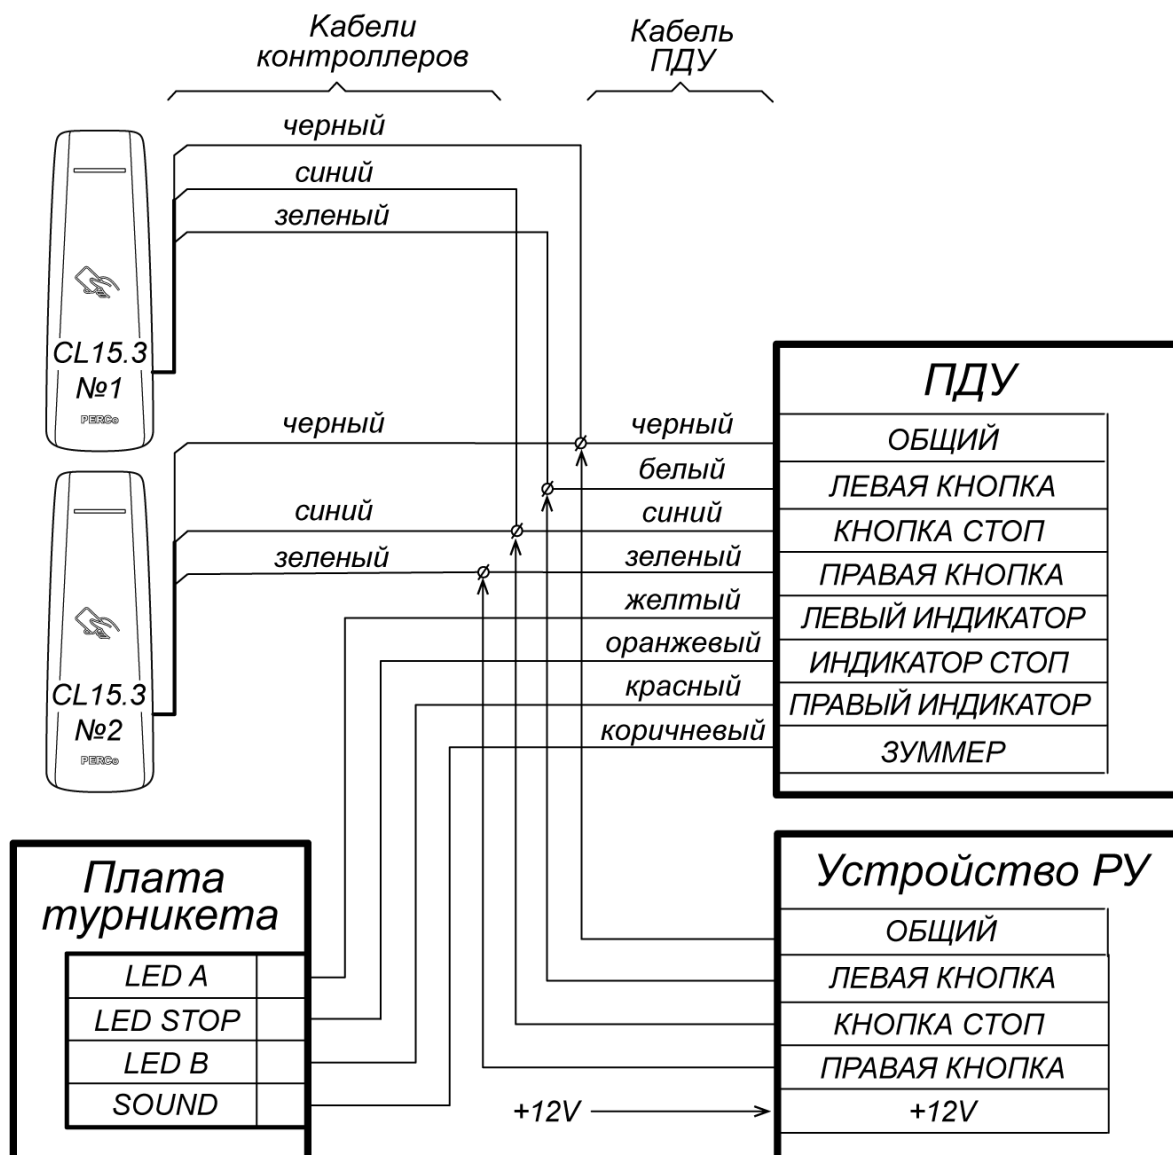 Кабели
контроллеров
Кабель
ПДУ
черный
синий
зеленый
CL15.3
№1
PERCo
черный
синий
зеленый
CL15.3
№2
PERCo
черный
белый
синий
зеленый
желтый
оранжевый
красный
коричневый
ПДУ
ОБЩИЙ
ЛЕВАЯ КНОПКА
КНОПКА СТОП
ПРАВАЯ КНОПКА
ЛЕВЫЙ ИНДИКАТОР
ИНДИКАТОР СТОП
ПРАВЫЙ ИНДИКАТОР
ЗУММЕР
Плата
турникета
LED A
LED STOP
LED B
SOUND
Устройство РУ
ОБЩИЙ
ЛЕВАЯ КНОПКА
КНОПКА СТОП
ПРАВАЯ КНОПКА
+12V
+12V